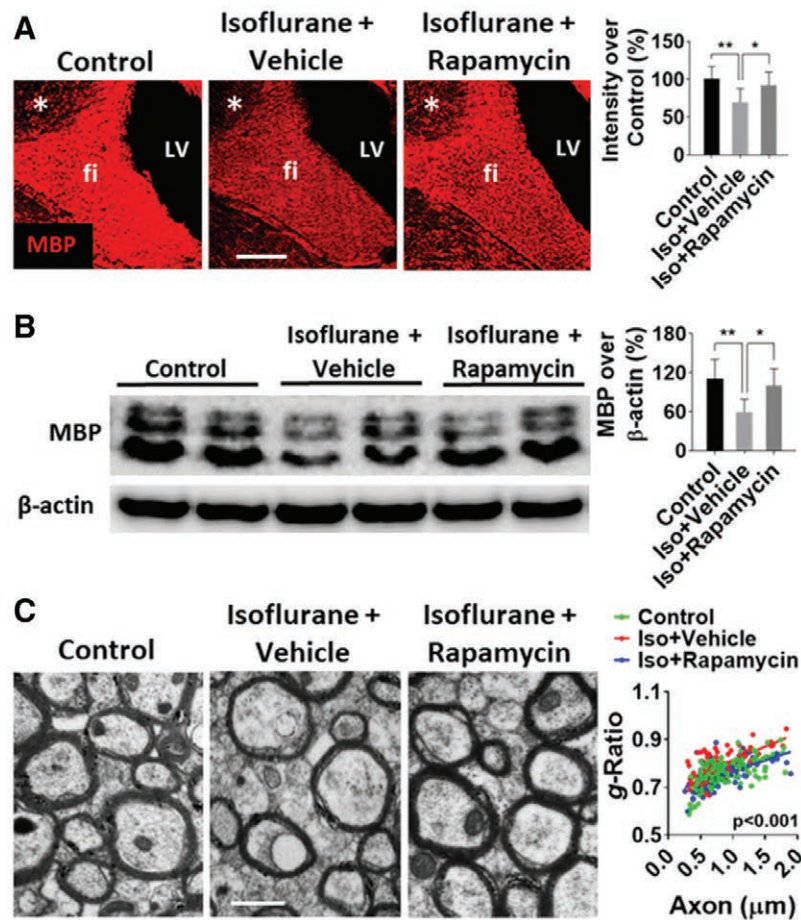 A
Control
Isoflurane +
Vehicle
Isoflurane +
Rapamycin
*
fi
LV
MBP
*
fi
LV
*
fi
LV
Intensity over
Control (%)
150
100
50
0
**
*
Control
Iso+Vehicle
Iso+Rapamycin
B
Control
Isoflurane +
Vehicle
Isoflurane +
Rapamycin
MBP
β-actin
MBP over
β-actin (%)
180
120
60
0
**
*
Control
Iso+Vehicle
Iso+Rapamycin
C
Control
Isoflurane +
Vehicle
Isoflurane +
Rapamycin
Control
Iso+Vehicle
Iso+Rapamycin
g-Ratio
1.1
0.9
0.7
0.5
p<0.001
0.0
0.5
1.0
1.5
2.0
Axon (μm)